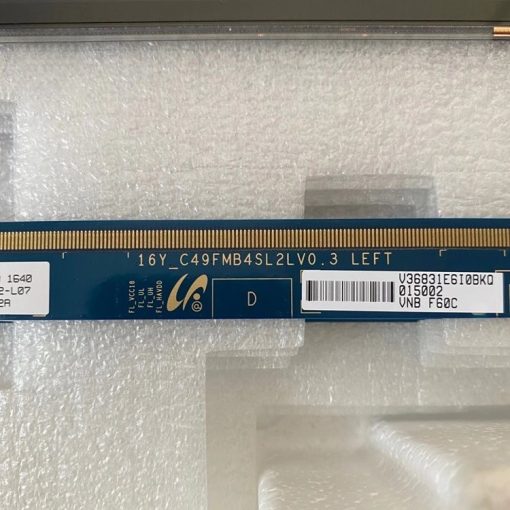 16Y_C49FMB4SL2LV0.3 LEFT
1640
2-L07
2A
FL_VCC18
FL_UL
FL_UH
FL_HAVDD
D
V36831E6I0BKQ
015002
VNB F60C